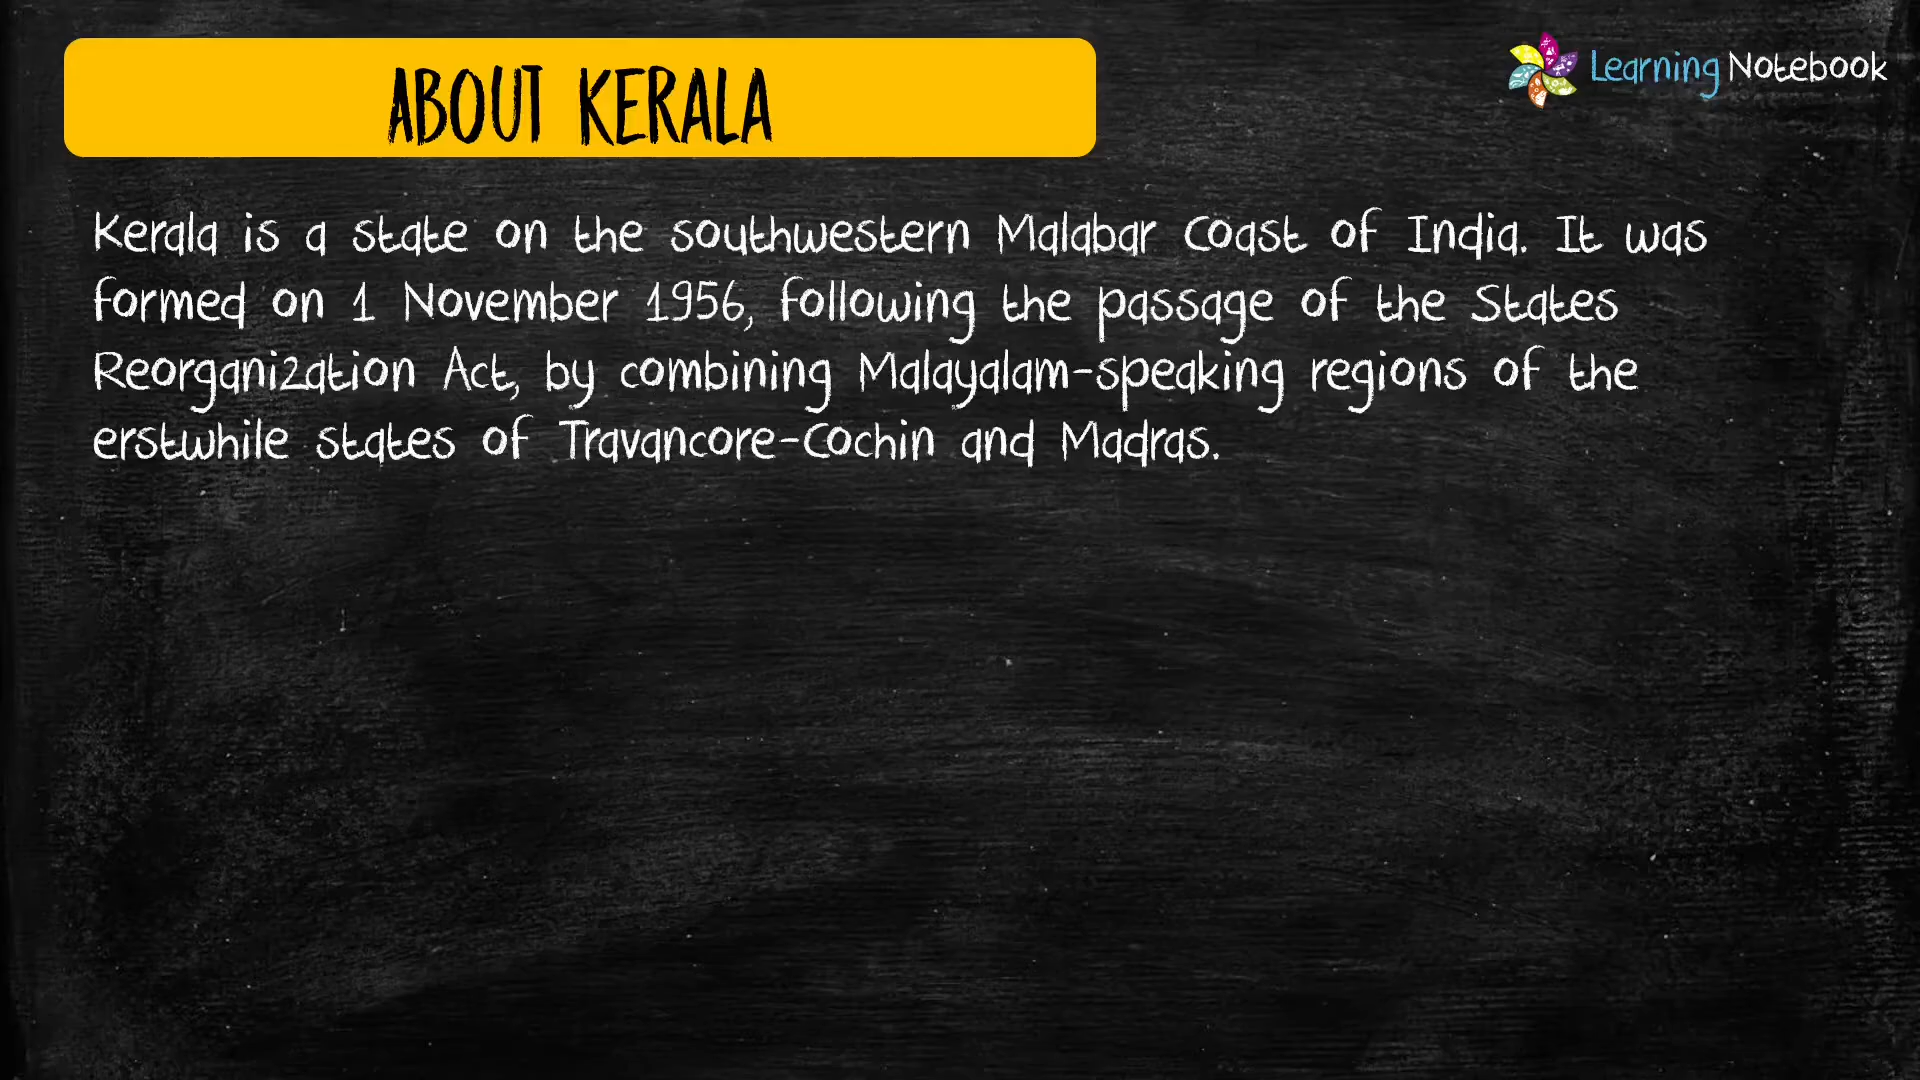 ABOUT KERALA
Learning Notebook
Kerala is a state on the southwestern Malabar Coast of India. It was
formed on 1 November 1956, following the passage of the States
Reorganization Act, by combining Malayalam-speaking regions of the
erstwhile states of Travancore-Cochin and Madras.